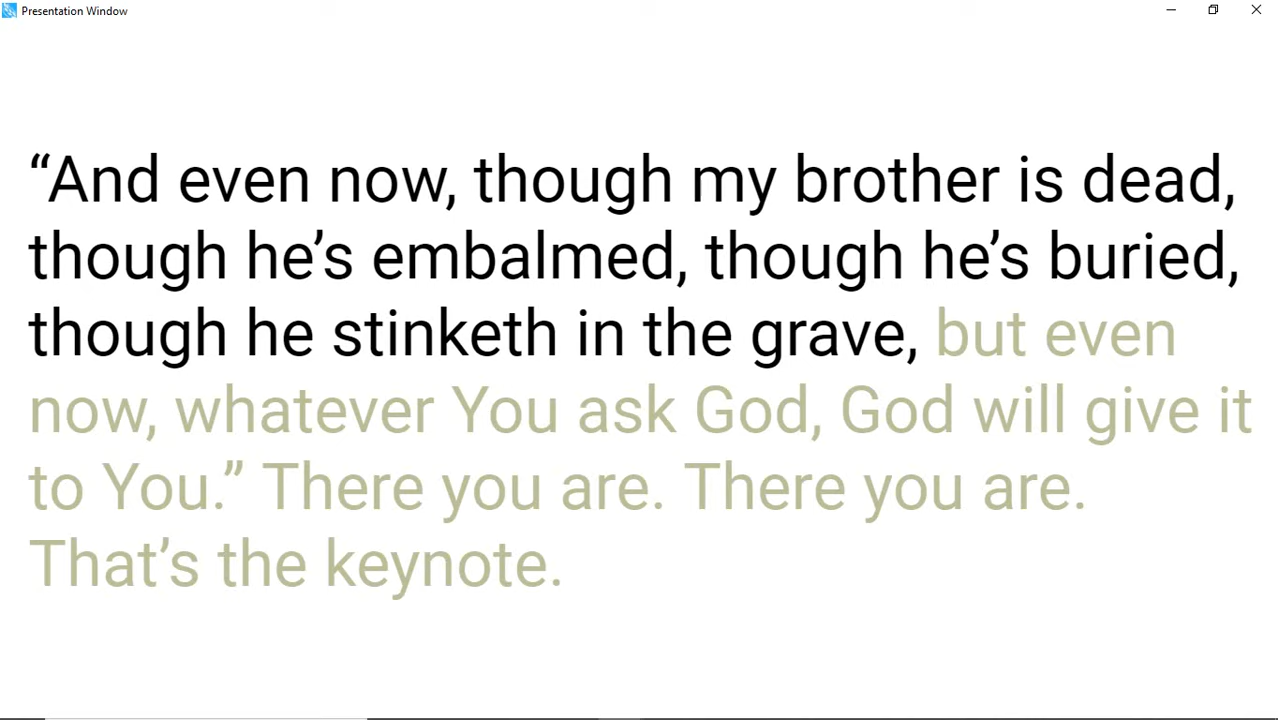 Presentation Window
“And even now, though my brother is dead,
though he’s embalmed, though he’s buried,
though he stinketh in the grave, but even
now, whatever You ask God, God will give it
to You.” There you are. There you are.
That’s the keynote.